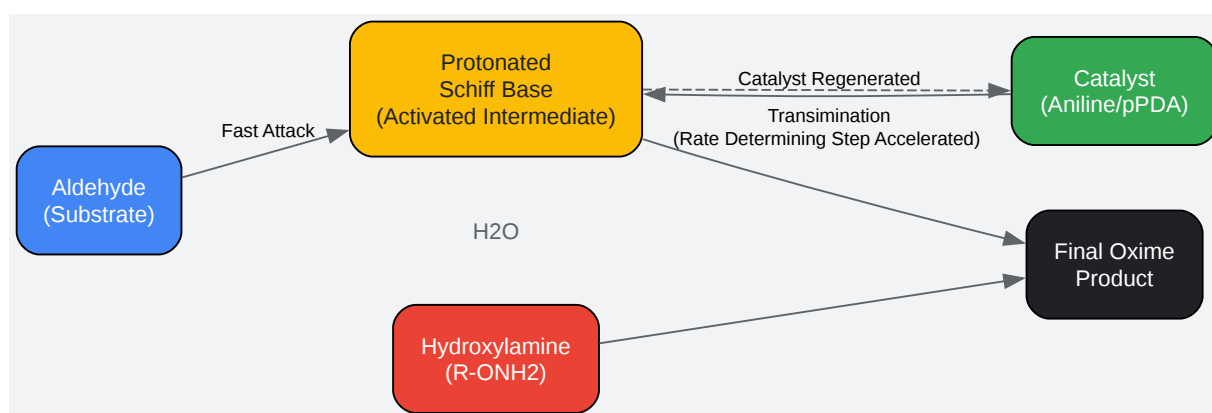 Protonated
Schiff Base
(Activated Intermediate)
Catalyst Regenerated
Catalyst
(Aniline/pPDA)
Transimination
(Rate Determining Step Accelerated)
Fast Attack
Aldehyde
(Substrate)
H2O
Final Oxime
Product
Hydroxylamine
(R-ONH2)